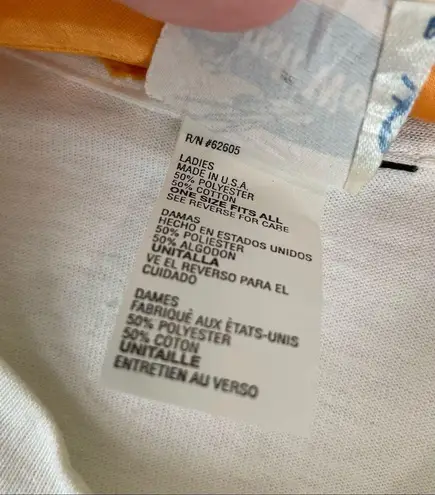 R/N #62605
LADIES
MADE IN U.S.A.
50% POLYESTER
50% COTTON
ONE SIZE FITS ALL
SEE REVERSE FOR CARE
DAMAS
HECHO EN ESTADOS UNIDOS
50% POLIESTER
50% ALGODON
UNITALLA
VE EL REVERSO PARA EL
CUIDADO
DAMES
FABRIQUÉ AUX ÈTATS-UNIS
50% POLYESTER
50% COTON
UNITAILLE
ENTRETIEN AU VERSO